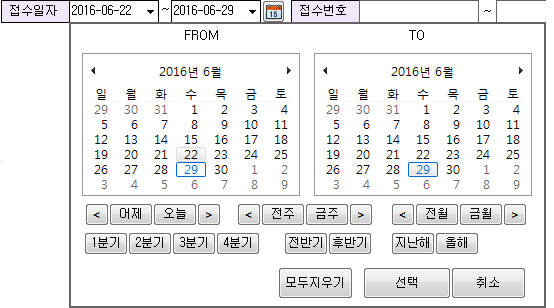 접수일자 2016-06-22 ~ 2016-06-29 15 접수번호 ~
FROM TO
2016년 6월 2016년 6월
일 월 화 수 목 금 토 일 월 화 수 목 금 토
29 30 31 1 2 3 4 29 30 31 1 2 3 4
5 6 7 8 9 10 11 5 6 7 8 9 10 11
12 13 14 15 16 17 18 12 13 14 15 16 17 18
19 20 21 22 23 24 25 19 20 21 22 23 24 25
26 27 28 29 30 1 2 26 27 28 29 30 1 2
3 4 5 6 7 8 9 3 4 5 6 7 8 9
< 어제 오늘 > < 전주 금주 > < 전월 금월 >
1분기 2분기 3분기 4분기 전반기 후반기 지난해 올해
모두지우기 선택 취소